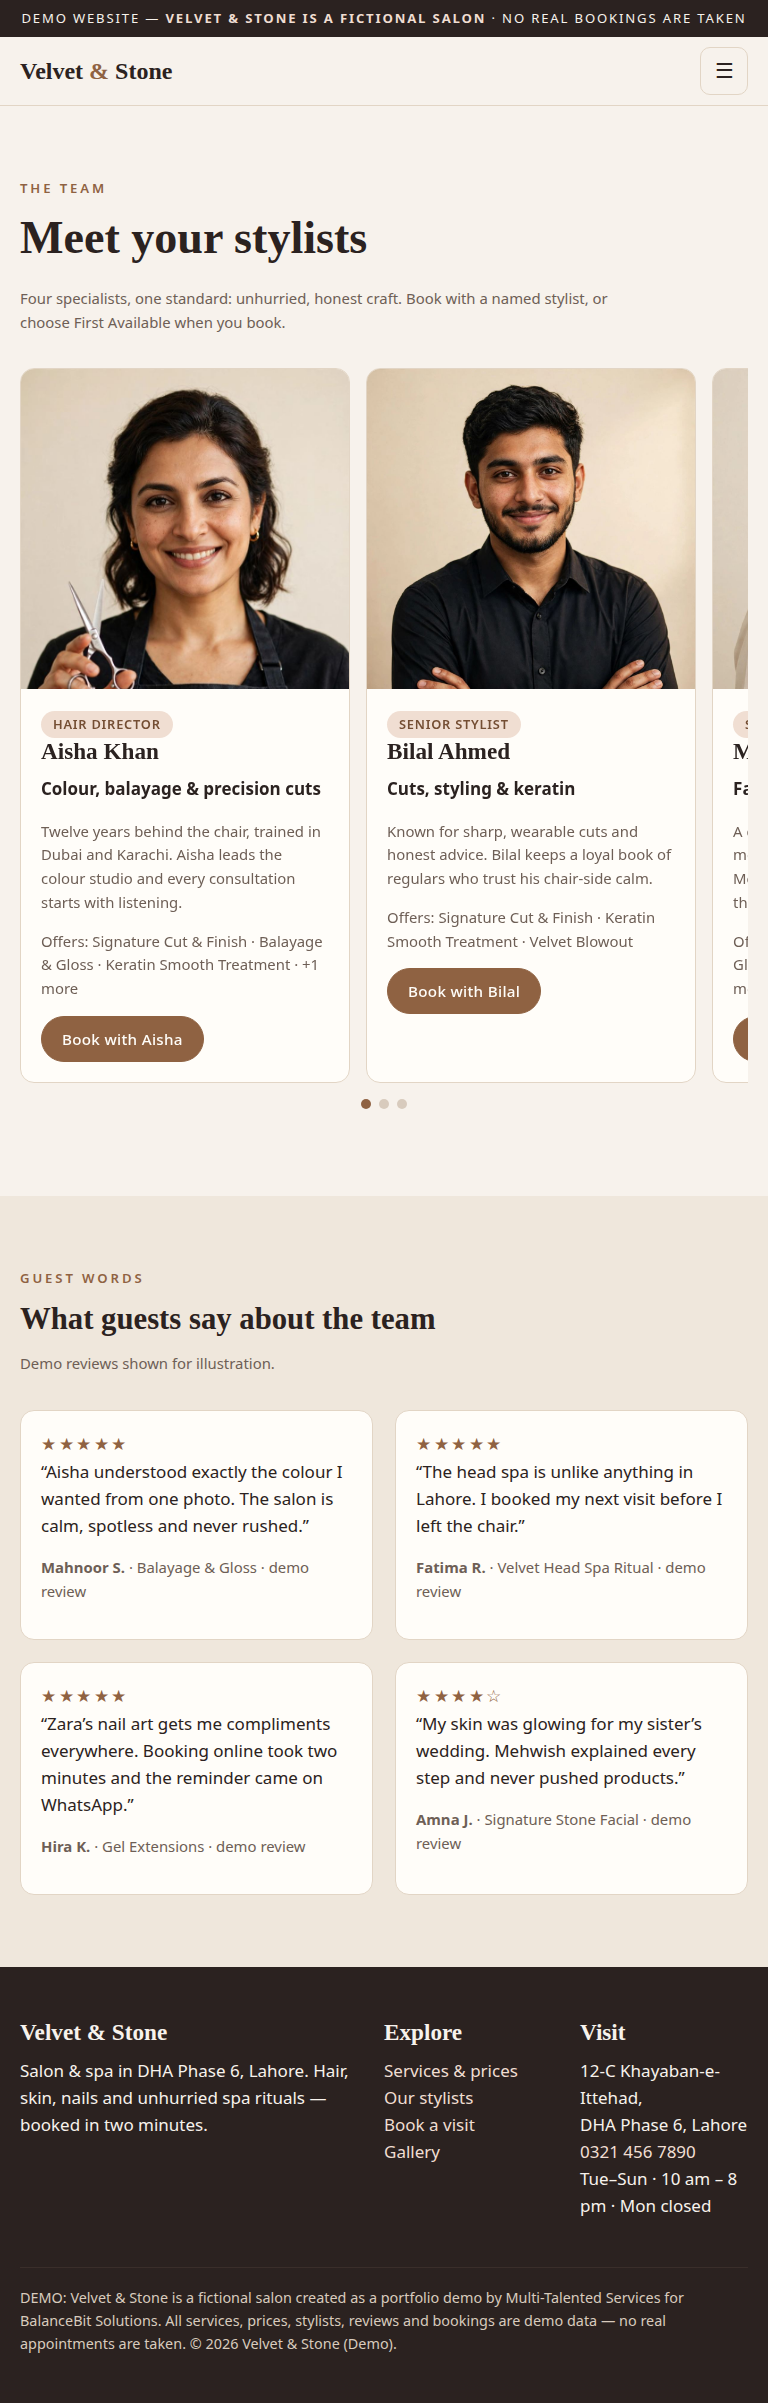 DEMO WEBSITE — VELVET & STONE IS A FICTIONAL SALON · NO REAL BOOKINGS ARE TAKEN
Velvet & Stone
☰
THE TEAM
Meet your stylists
Four specialists, one standard: unhurried, honest craft. Book with a named stylist, or
choose First Available when you book.
HAIR DIRECTOR
Aisha Khan
Colour, balayage & precision cuts
Twelve years behind the chair, trained in
Dubai and Karachi. Aisha leads the
colour studio and every consultation
starts with listening.
Offers: Signature Cut & Finish · Balayage
& Gloss · Keratin Smooth Treatment · +1
more
Book with Aisha
SENIOR STYLIST
Bilal Ahmed
Cuts, styling & keratin
Known for sharp, wearable cuts and
honest advice. Bilal keeps a loyal book of
regulars who trust his chair-side calm.
Offers: Signature Cut & Finish · Keratin
Smooth Treatment · Velvet Blowout
Book with Bilal
GUEST WORDS
What guests say about the team
Demo reviews shown for illustration.
★★★★★
“Aisha understood exactly the colour I
wanted from one photo. The salon is
calm, spotless and never rushed.”
Mahnoor S. · Balayage & Gloss · demo
review
★★★★★
“The head spa is unlike anything in
Lahore. I booked my next visit before I
left the chair.”
Fatima R. · Velvet Head Spa Ritual · demo
review
★★★★★
“Zara’s nail art gets me compliments
everywhere. Booking online took two
minutes and the reminder came on
WhatsApp.”
Hira K. · Gel Extensions · demo review
★★★★☆
“My skin was glowing for my sister’s
wedding. Mehwish explained every
step and never pushed products.”
Amna J. · Signature Stone Facial · demo
review
Velvet & Stone
Salon & spa in DHA Phase 6, Lahore. Hair,
skin, nails and unhurried spa rituals —
booked in two minutes.
Explore
Services & prices
Our stylists
Book a visit
Gallery
Visit
12-C Khayaban-e-
Ittehad,
DHA Phase 6, Lahore
0321 456 7890
Tue–Sun · 10 am – 8
pm · Mon closed
DEMO: Velvet & Stone is a fictional salon created as a portfolio demo by Multi-Talented Services for
BalanceBit Solutions. All services, prices, stylists, reviews and bookings are demo data — no real
appointments are taken. © 2026 Velvet & Stone (Demo).